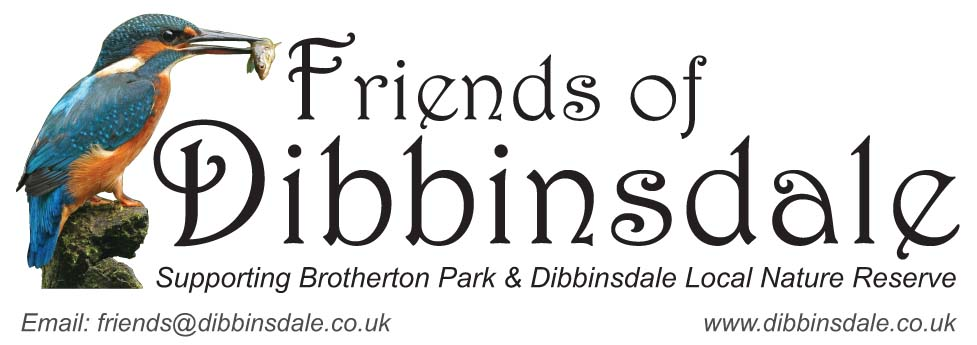 Friends of
Dibbinsdale
Supporting Brotherton Park & Dibbinsdale Local Nature Reserve
Email: friends@dibbinsdale.co.uk www.dibbinsdale.co.uk